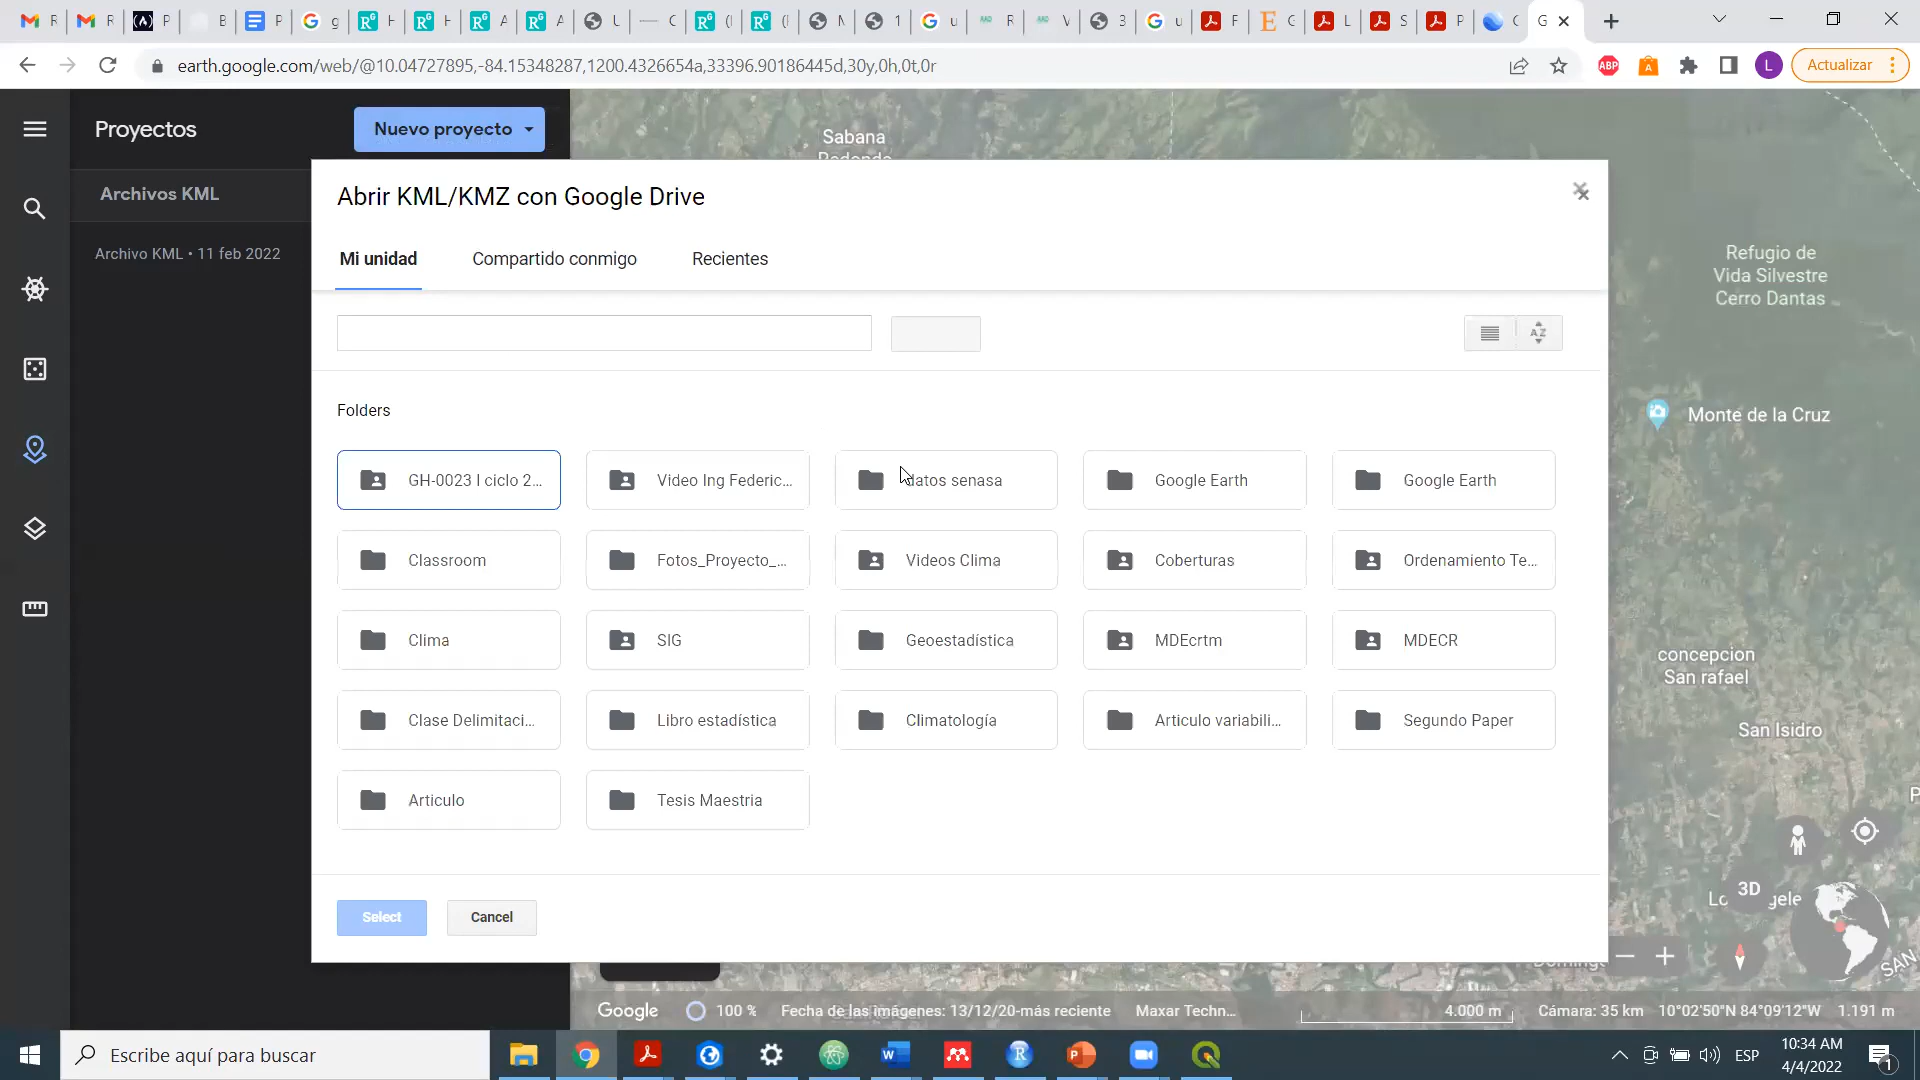 earth.google.com/web/@10.04727895,-84.15348287,1200.4326654a,33396.90186445d,30y,0h,0t,0r
ABP
L
Actualizar
Proyectos
Nuevo proyecto
Archivos KML
Archivo KML • 11 feb 2022
Sabana
Redondo
Abrir KML/KMZ con Google Drive
Mi unidad
Compartido conmigo
Recientes
AZ
Folders
GH-0023 I ciclo 2...
Video Ing Federic...
datos senasa
Google Earth
Google Earth
Classroom
Fotos_Proyecto_...
Videos Clima
Coberturas
Ordenamiento Te...
Clima
SIG
Geoestadística
MDEcrtm
MDECR
Clase Delimitaci...
Libro estadística
Climatología
Articulo variabili...
Segundo Paper
Articulo
Tesis Maestria
Select
Cancel
Refugio de
Vida Silvestre
Cerro Dantas
Monte de la Cruz
concepcion
San rafael
San Isidro
3D
SAN
Google
100 %
Fecha de las imágenes: 13/12/20-más reciente
Maxar Techn...
4.000 m
Cámara: 35 km
10°02'50"N 84°09'12"W
1.191 m
Escribe aquí para buscar
ESP
10:34 AM
4/4/2022
1